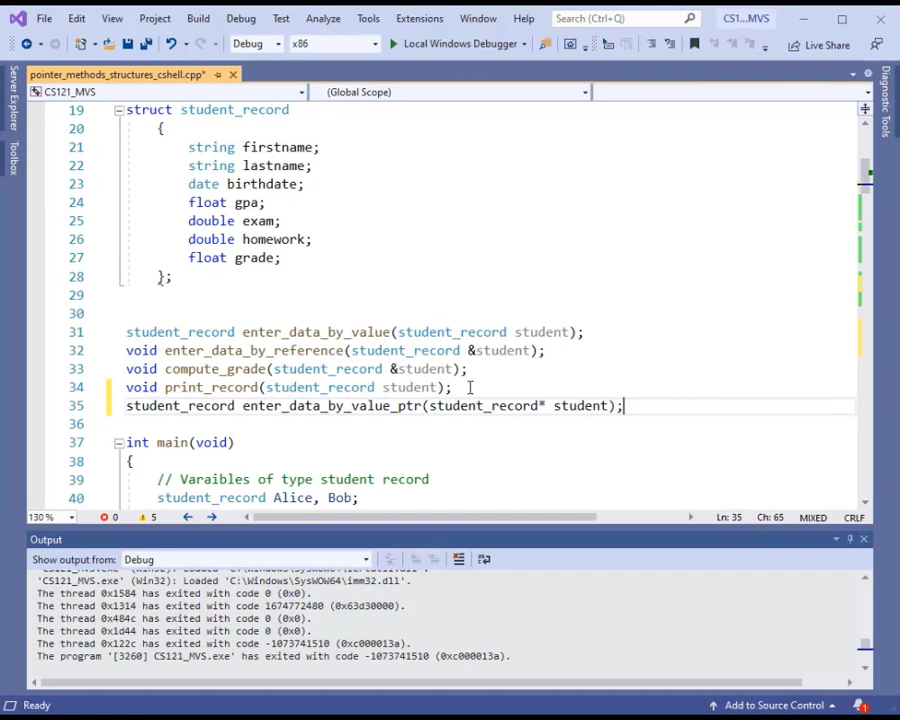 File Edit View Project Build Debug Test Analyze Tools Extensions Window Help Search (Ctrl+Q) CS1...MVS
Debug x86 Local Windows Debugger Live Share
pointer_methods_structures_cshell.cpp*
CS121_MVS (Global Scope)
Server Explorer
Toolbox
Diagnostic Tools
19 struct student_record
20 {
21 string firstname;
22 string lastname;
23 date birthdate;
24 float gpa;
25 double exam;
26 double homework;
27 float grade;
28 };
29
30
31 student_record enter_data_by_value(student_record student);
32 void enter_data_by_reference(student_record &student);
33 void compute_grade(student_record &student);
34 void print_record(student_record student);
35 student_record enter_data_by_value_ptr(student_record* student);
36
37 int main(void)
38 {
39 // Varaibles of type student record
40 student_record Alice, Bob;
130 % 0 5 Ln: 35 Ch: 65 MIXED CRLF
Output
Show output from: Debug
'CS121_MVS.exe' (Win32): Loaded 'C:\Windows\SysWOW64\imm32.dll'.
The thread 0x1584 has exited with code 0 (0x0).
The thread 0x1314 has exited with code 1674772480 (0x63d30000).
The thread 0x484c has exited with code 0 (0x0).
The thread 0x1d44 has exited with code 0 (0x0).
The thread 0x122c has exited with code -1073741510 (0xc000013a).
The program '[3260] CS121_MVS.exe' has exited with code -1073741510 (0xc000013a).
Ready Add to Source Control 1